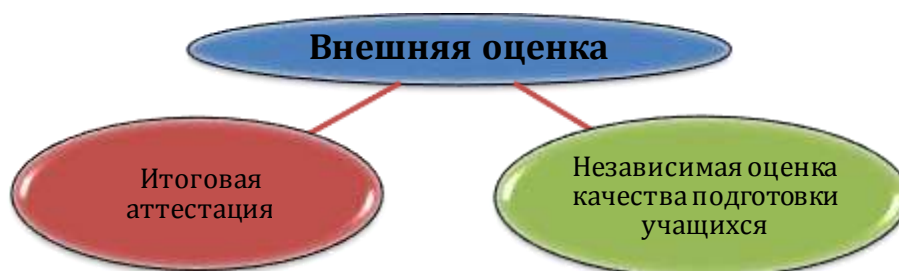 Внешняя оценка
Итоговая
аттестация
Независимая оценка
качества подготовки
учащихся